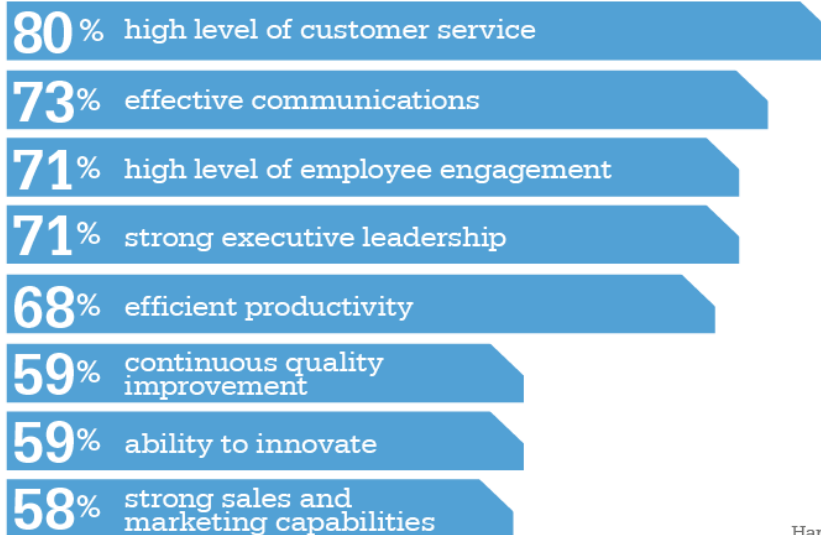 80% high level of customer service
73% effective communications
71% high level of employee engagement
71% strong executive leadership
68% efficient productivity
59% continuous quality
improvement
59% ability to innovate
58% strong sales and
marketing capabilities